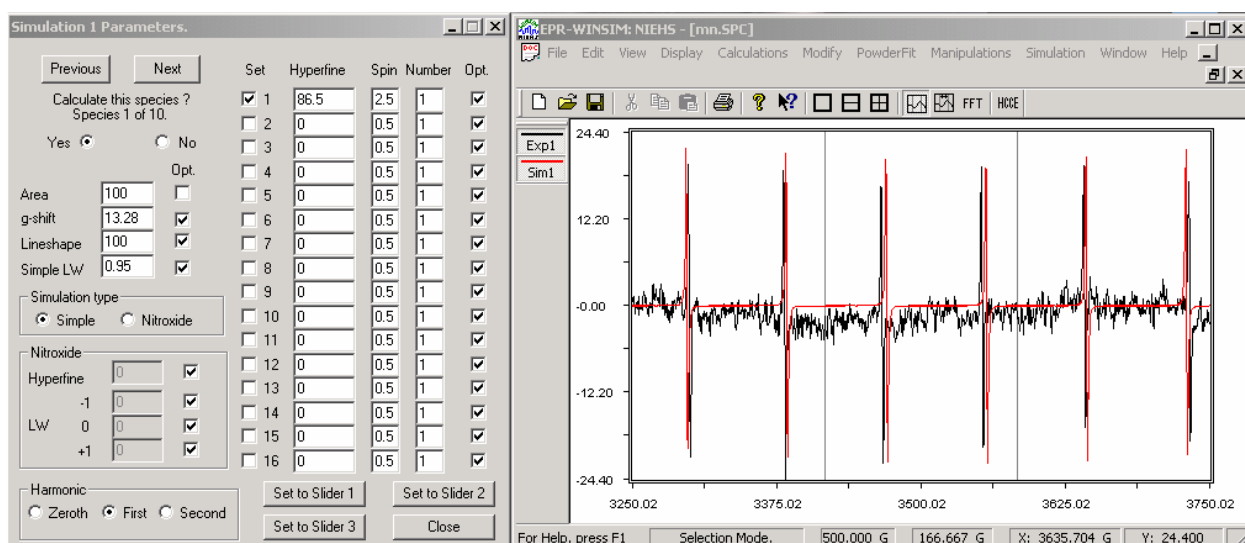 Simulation 1 Parameters.
Previous Next
Calculate this species ?
Species 1 of 10.
Yes No
Opt.
Area 100
g-shift 13.28
Lineshape 100
Simple LW 0.95
Simulation type
Simple Nitroxide
Nitroxide
Hyperfine 0
-1 0
LW 0 0
+1 0
Harmonic
Zeroth First Second
Set Hyperfine Spin Number Opt.
1 86.5 2.5 1
2 0 0.5 1
3 0 0.5 1
4 0 0.5 1
5 0 0.5 1
6 0 0.5 1
7 0 0.5 1
8 0 0.5 1
9 0 0.5 1
10 0 0.5 1
11 0 0.5 1
12 0 0.5 1
13 0 0.5 1
14 0 0.5 1
15 0 0.5 1
16 0 0.5 1
Set to Slider 1 Set to Slider 2
Set to Slider 3 Close
EPR-WINSIM: NIEHS - [mn.SPC]
DOC File Edit View Display Calculations Modify PowderFit Manipulations Simulation Window Help
FFT HCCE
Exp1
Sim1
24.40
12.20
-0.00
-12.20
-24.40
3250.02 3375.02 3500.02 3625.02 3750.02
For Help, press F1 Selection Mode. 500.000 G 166.667 G X: 3635.704 G Y: 24.400